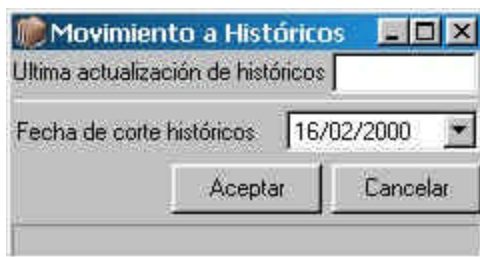 Movimiento a Históricos
Ultima actualización de históricos
Fecha de corte históricos 16/02/2000
Aceptar Cancelar